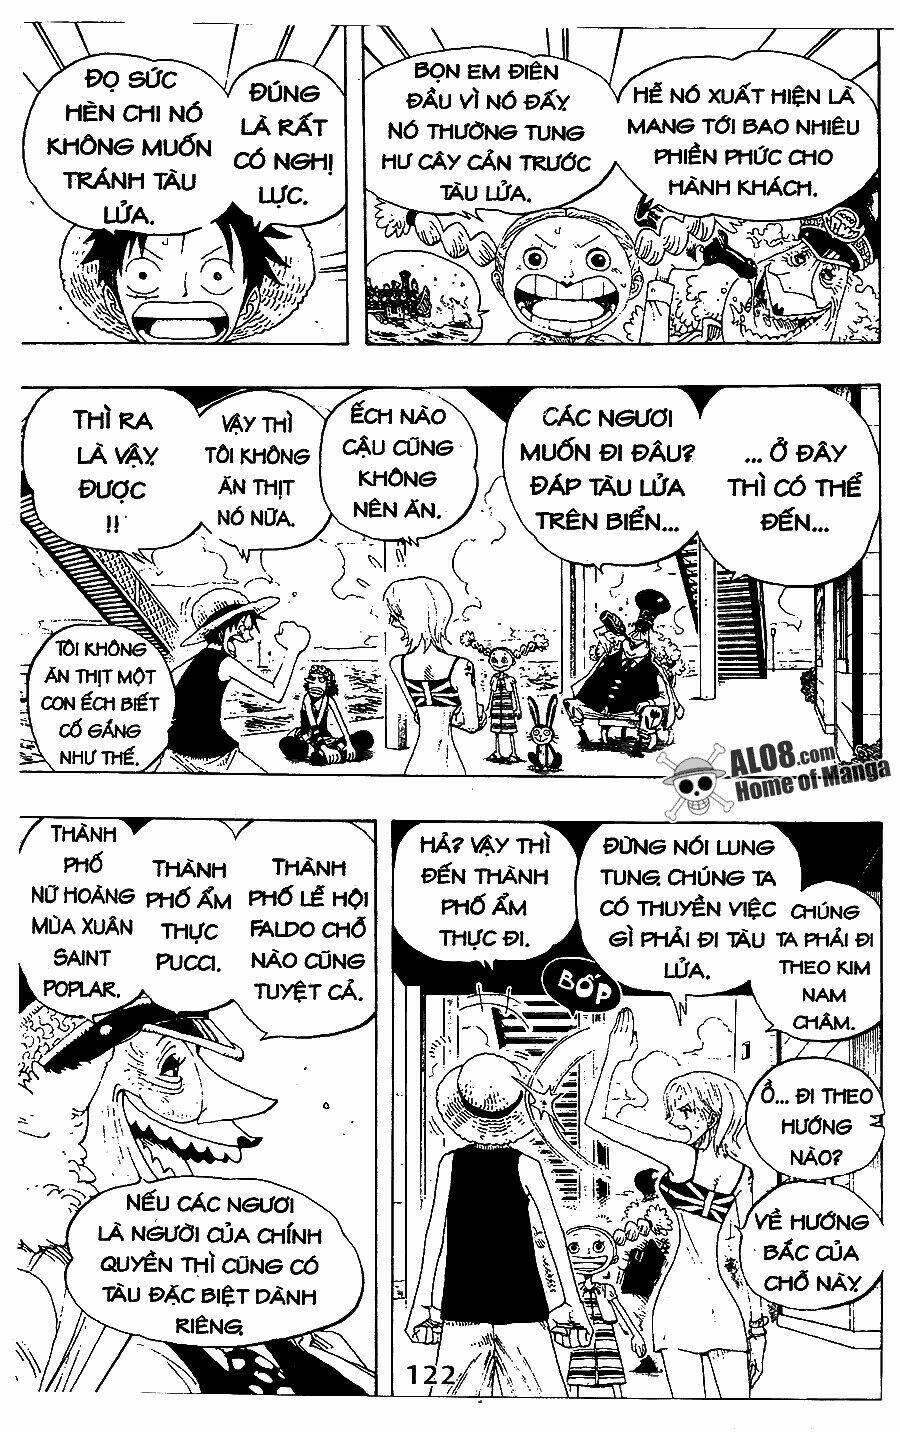 ĐỌ SỨC
HÈN CHI NÓ
KHÔNG MUỐN
TRÁNH TÀU
LỬA.
ĐÚNG
LÀ RẤT
CÓ NGHỊ
LỰC.
BỌN EM ĐIÊN
ĐẦU VÌ NÓ ĐẤY.
NÓ THƯỜNG TUNG
HƯ CÂY CẢN TRƯỚC
TÀU LỬA.
HỄ NÓ XUẤT HIỆN LÀ
MANG TỚI BAO NHIÊU
PHIỀN PHỨC CHO
HÀNH KHÁCH.
THÌ RA
LÀ VẬY.
ĐƯỢC
!!
TÔI KHÔNG
ĂN THỊT MỘT
CON ẾCH BIẾT
CỐ GẮNG
NHƯ THẾ.
VẬY THÌ
TÔI KHÔNG
ĂN THỊT
NÓ NỮA.
ẾCH NÀO
CẬU CŨNG
KHÔNG
NÊN ĂN.
CÁC NGƯƠI
MUỐN ĐI ĐÂU?
ĐÁP TÀU LỬA
TRÊN BIỂN...
... Ở ĐÂY
THÌ CÓ THỂ
ĐẾN...
AL08.com
Home of Manga
THÀNH
PHỐ
NỮ HOÀNG
MÙA XUÂN
SAINT
POPLAR.
THÀNH
PHỐ ẨM
THỰC
PUCCI.
THÀNH
PHỐ LỄ HỘI
FALDO CHỖ
NÀO CŨNG
TUYỆT CẢ.
NẾU CÁC NGƯƠI
LÀ NGƯỜI CỦA CHÍNH
QUYỀN THÌ CŨNG CÓ
TÀU ĐẶC BIỆT DÀNH
RIÊNG.
HẢ? VẬY THÌ
ĐẾN THÀNH
PHỐ ẨM
THỰC ĐI.
BỐP
ĐỪNG NÓI LUNG
TUNG. CHÚNG TA
CÓ THUYỀN VIỆC
GÌ PHẢI ĐI TÀU
LỬA.
CHÚNG
TA PHẢI ĐI
THEO KIM
NAM
CHÂM.
Ồ... ĐI THEO
HƯỚNG
NÀO?
VỀ HƯỚNG
BẮC CỦA
CHỖ NÀY.
122